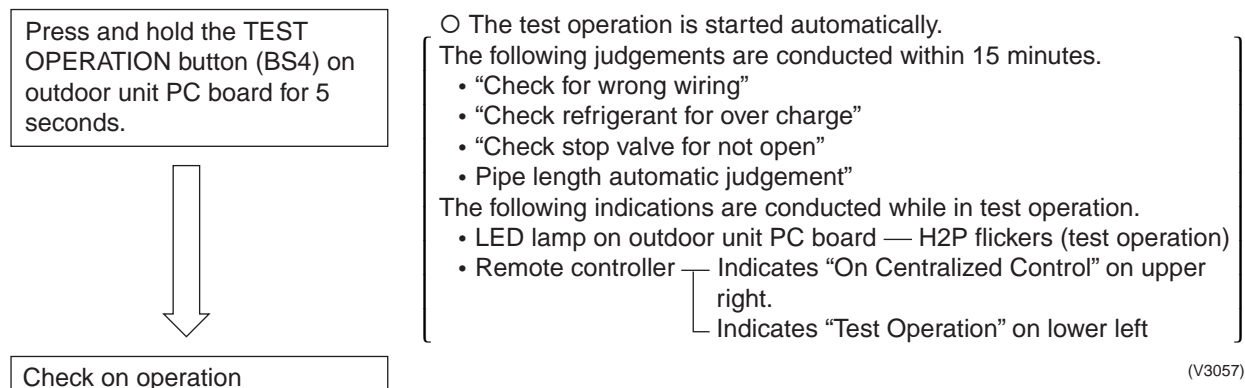 Press and hold the TEST
OPERATION button (BS4) on
outdoor unit PC board for 5
seconds.
○ The test operation is started automatically.
The following judgements are conducted within 15 minutes.
• “Check for wrong wiring”
• “Check refrigerant for over charge”
• “Check stop valve for not open”
• Pipe length automatic judgement”
The following indications are conducted while in test operation.
• LED lamp on outdoor unit PC board — H2P flickers (test operation)
• Remote controller — Indicates “On Centralized Control” on upper
right.
Indicates “Test Operation” on lower left
Check on operation
(V3057)